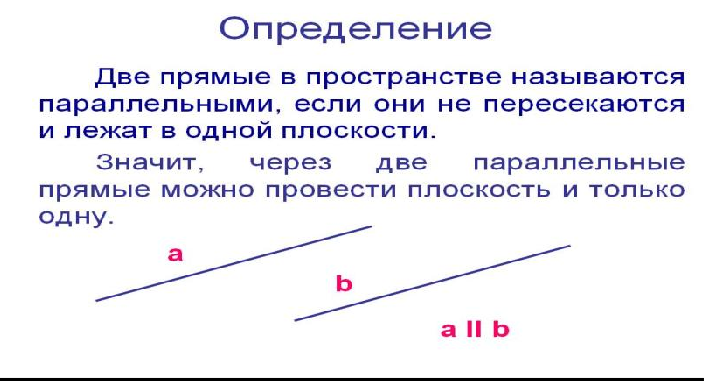 Определение
Две прямые в пространстве называются
параллельными, если они не пересекаются
и лежат в одной плоскости.
Значит, через две параллельные
прямые можно провести плоскость и только
одну.
a
b
a II b